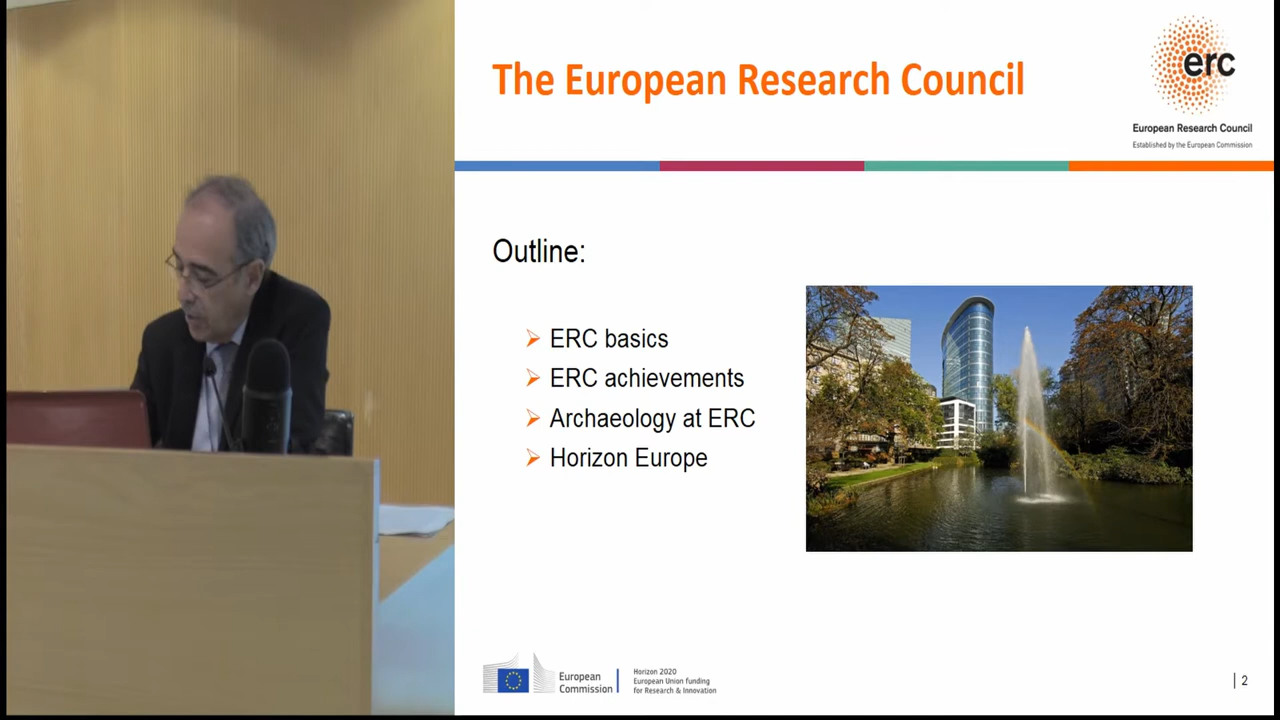 The European Research Council
erc
European Research Council
Established by the European Commission
Outline:
ERC basics
ERC achievements
Archaeology at ERC
Horizon Europe
European
Commission
Horizon 2020
European Union funding
for Research & Innovation
| 2